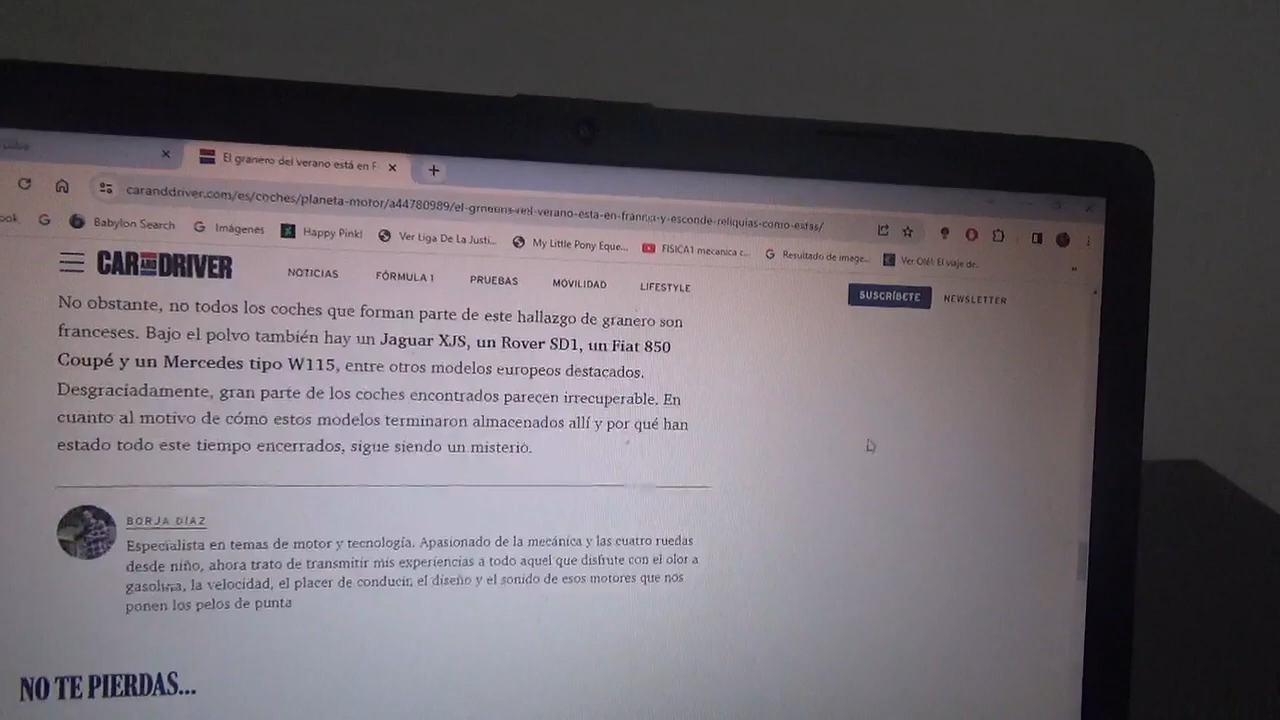 El granero del verano está en F
caranddriver.com/es/coches/planeta-motor/a44780989/el-granero-del-verano-esta-en-francia-y-esconde-reliquias-como-estas/
ook
Babylon Search
Imágenes
Happy Pink!
Ver Liga De La Justi...
My Little Pony Eque...
FISICA1 mecanica c...
Resultado de image...
Ver Olé!: El viaje de...
CAR AND DRIVER
NOTICIAS FÓRMULA 1 PRUEBAS MOVILIDAD LIFESTYLE
SUSCRÍBETE
NEWSLETTER
No obstante, no todos los coches que forman parte de este hallazgo de granero son
franceses. Bajo el polvo también hay un Jaguar XJS, un Rover SD1, un Fiat 850
Coupé y un Mercedes tipo W115, entre otros modelos europeos destacados.
Desgraciadamente, gran parte de los coches encontrados parecen irrecuperable. En
cuanto al motivo de cómo estos modelos terminaron almacenados allí y por qué han
estado todo este tiempo encerrados, sigue siendo un misterio.
BORJA DÍAZ
Especialista en temas de motor y tecnología. Apasionado de la mecánica y las cuatro ruedas
desde niño, ahora trato de transmitir mis experiencias a todo aquel que disfrute con el olor a
gasolina, la velocidad, el placer de conducir, el diseño y el sonido de esos motores que nos
ponen los pelos de punta
NO TE PIERDAS...